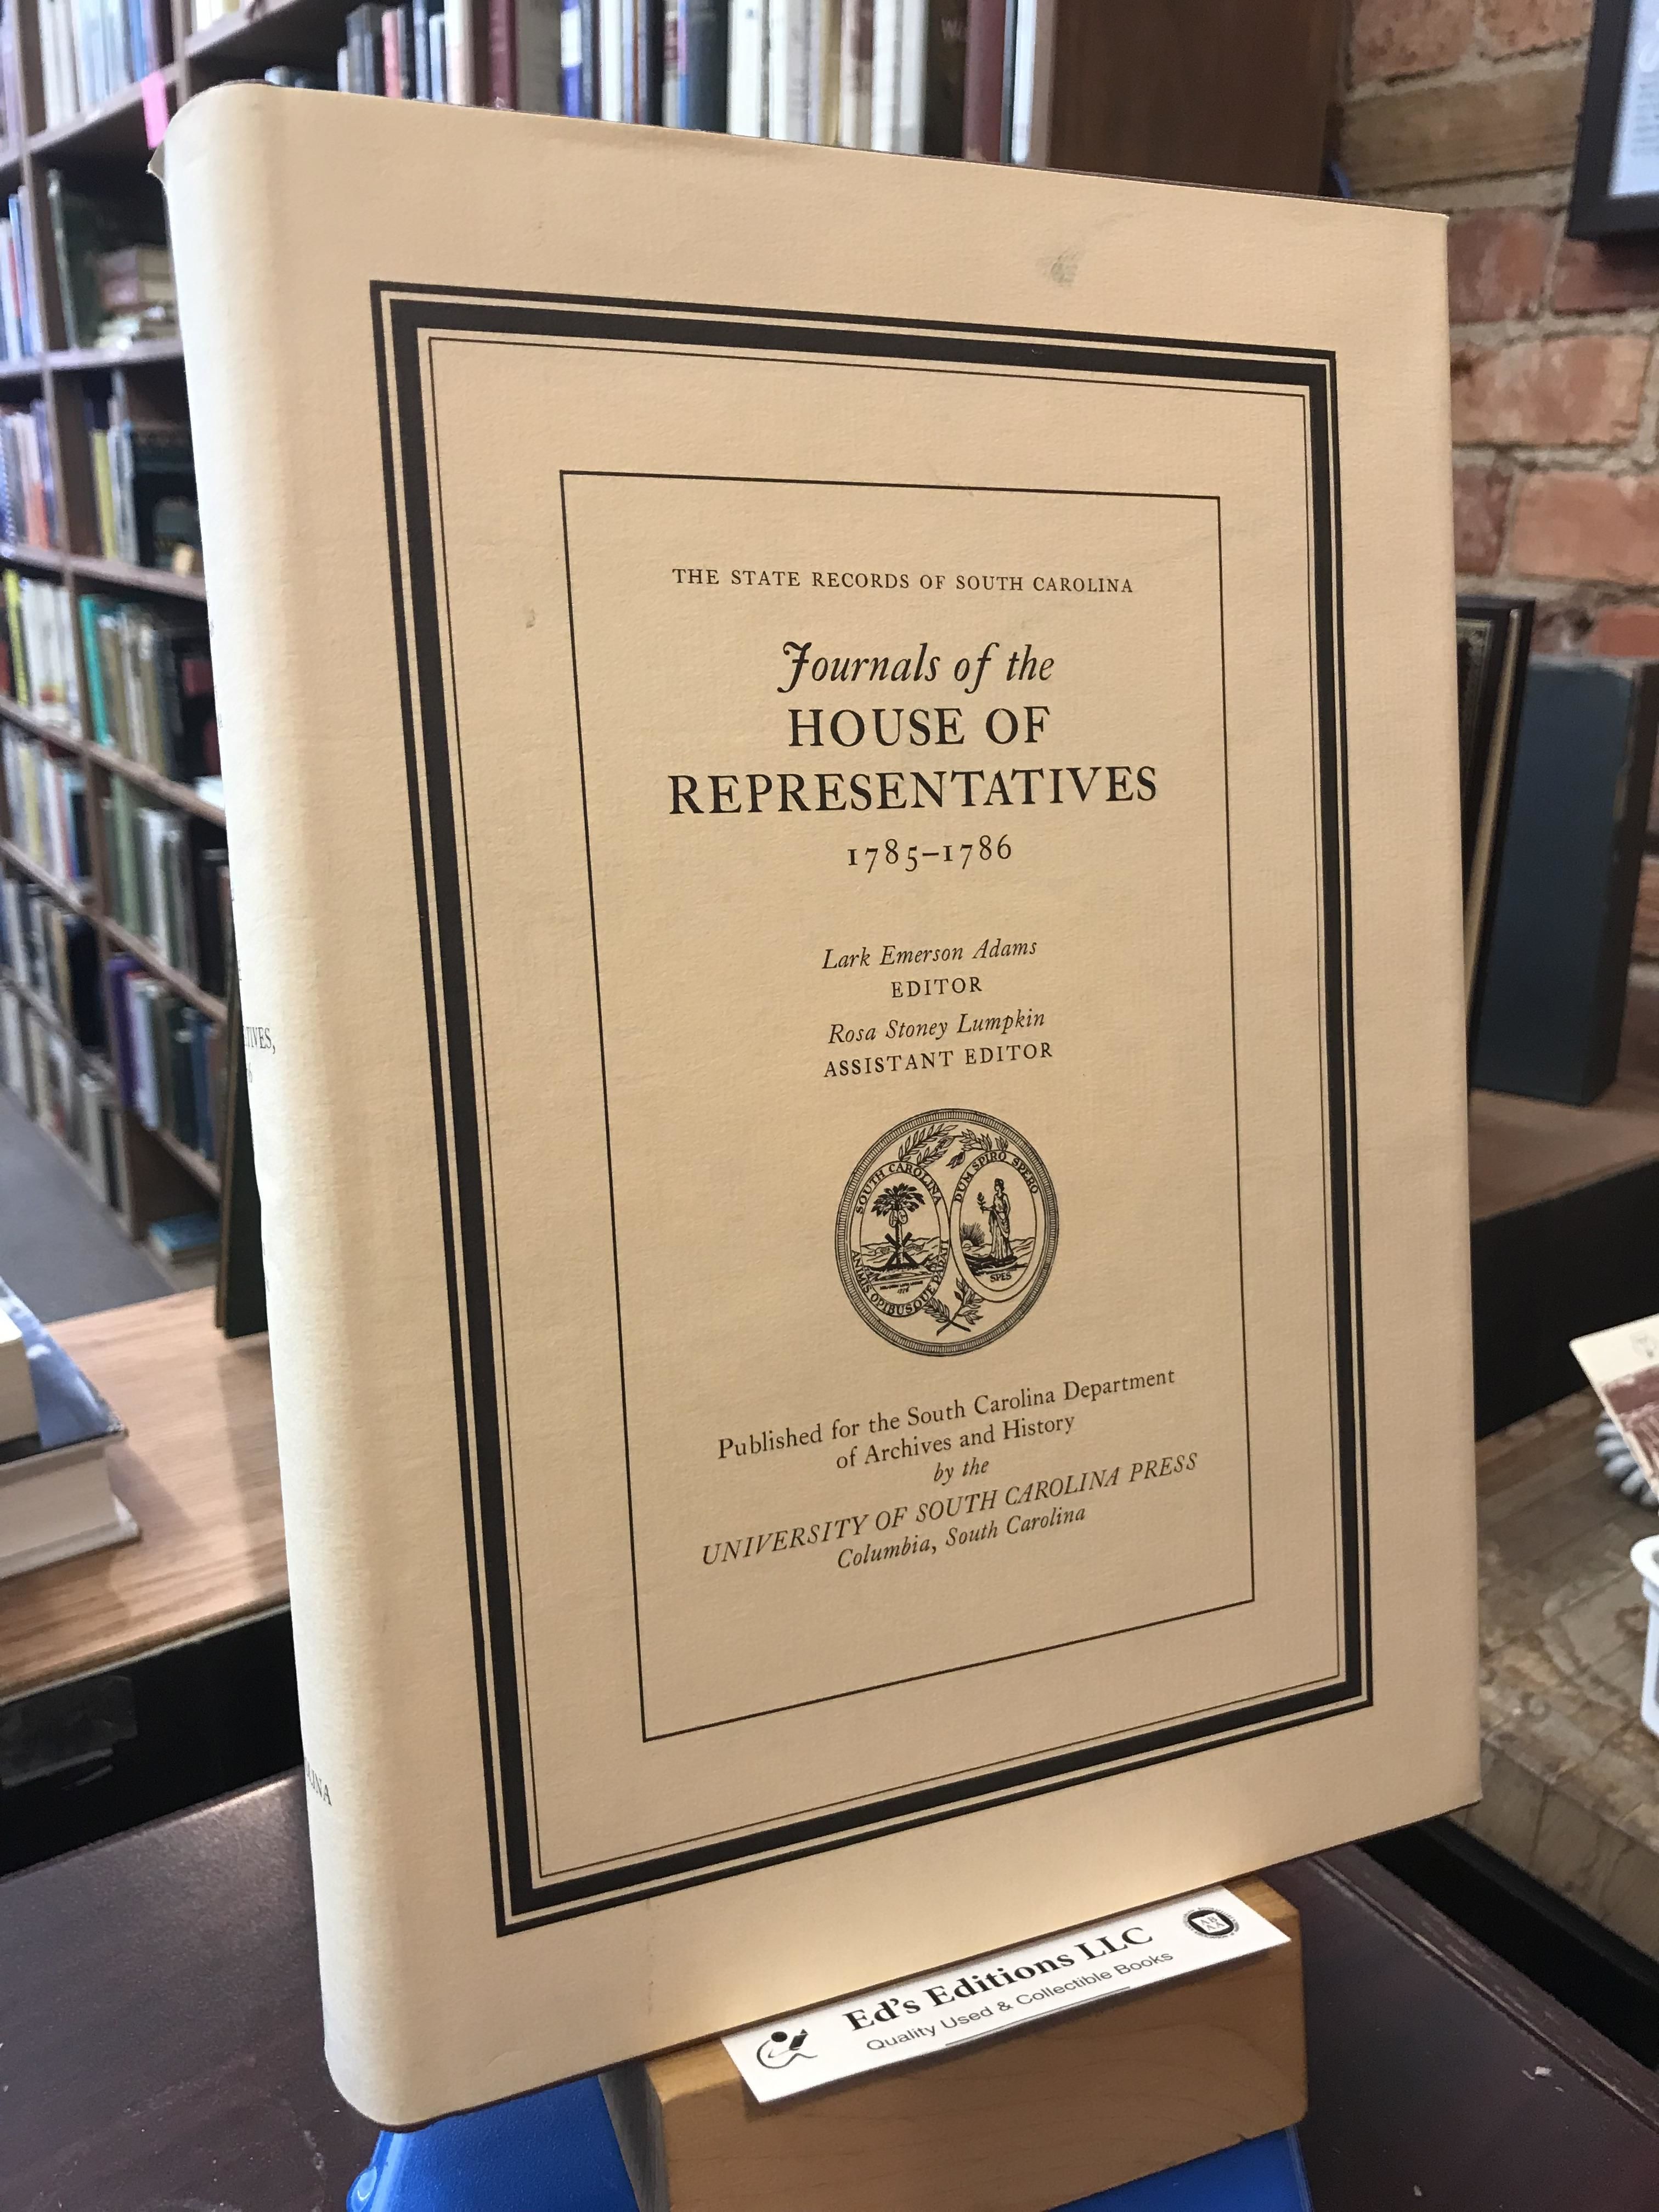 THE STATE RECORDS OF SOUTH CAROLINA
Journals of the
HOUSE OF
REPRESENTATIVES
1785–1786
Lark Emerson Adams
EDITOR
Rosa Stoney Lumpkin
ASSISTANT EDITOR
SOUTH CAROLINA
ANIMIS OPIBUSQUE PARATI
DUM SPIRO SPERO
SPES
Published for the South Carolina Department
of Archives and History
by the
UNIVERSITY OF SOUTH CAROLINA PRESS
Columbia, South Carolina
Ed's Editions LLC
Quality Used & Collectible Books